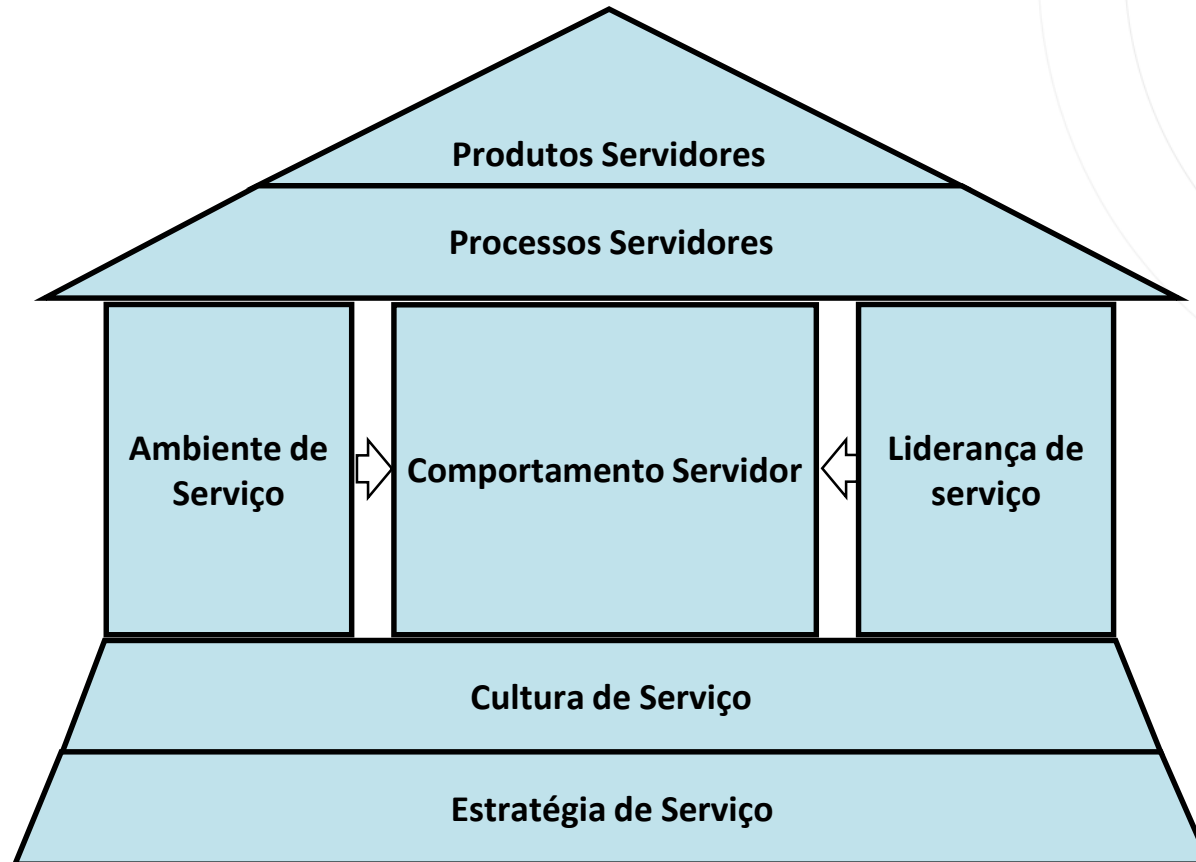 Produtos Servidores
Processos Servidores
Ambiente de
Serviço
Comportamento Servidor
Liderança de
serviço
Cultura de Serviço
Estratégia de Serviço